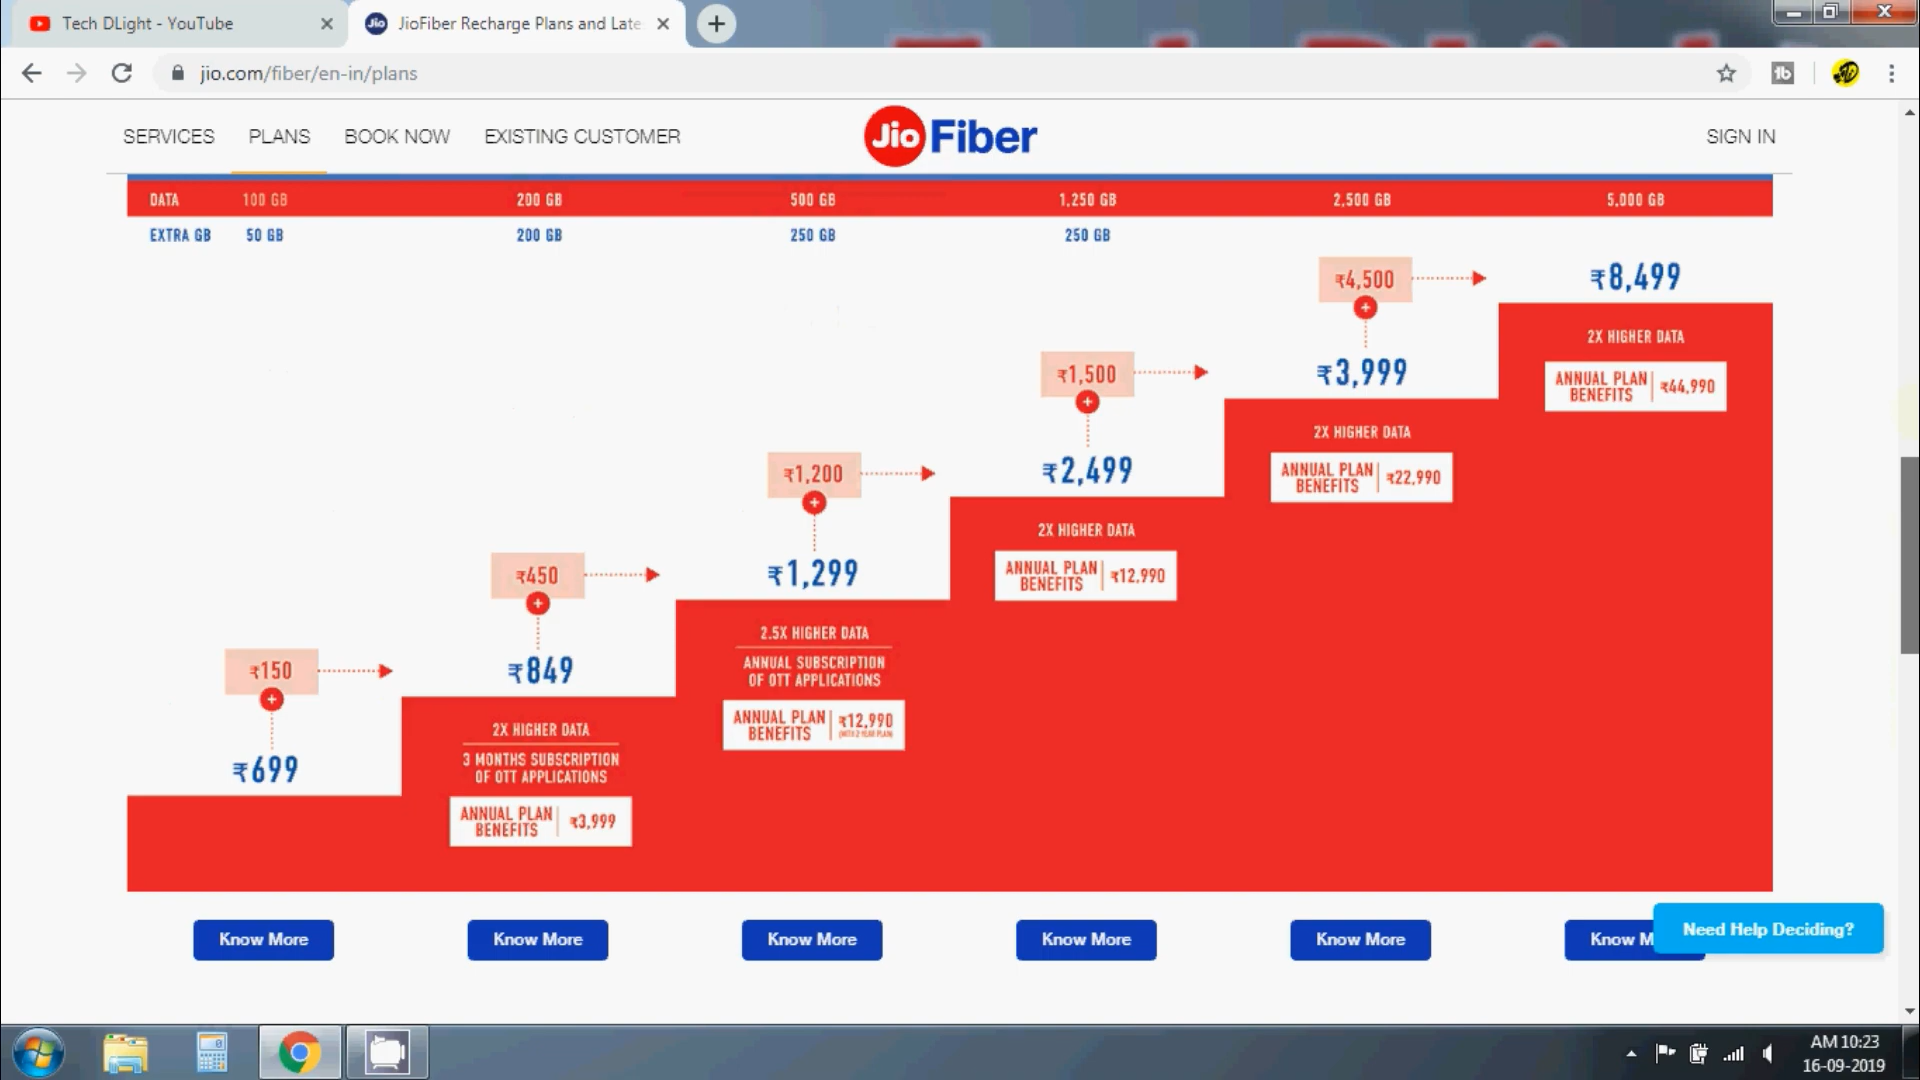 Tech DLight - YouTube
JioFiber Recharge Plans and Late
jio.com/fiber/en-in/plans
SERVICES PLANS BOOK NOW EXISTING CUSTOMER
Jio Fiber
SIGN IN
DATA 100 GB 200 GB 500 GB 1,250 GB 2,500 GB 5,000 GB
EXTRA GB 50 GB 200 GB 250 GB 250 GB
₹4,500
₹8,499
2X HIGHER DATA
ANNUAL PLAN BENEFITS ₹44,990
₹1,500
₹3,999
2X HIGHER DATA
ANNUAL PLAN BENEFITS ₹22,990
₹1,200
₹2,499
2X HIGHER DATA
ANNUAL PLAN BENEFITS ₹12,990
₹450
₹1,299
2.5X HIGHER DATA
ANNUAL SUBSCRIPTION
OF OTT APPLICATIONS
ANNUAL PLAN BENEFITS ₹12,990
(WITH 2 YEAR PLAN)
₹150
₹849
2X HIGHER DATA
3 MONTHS SUBSCRIPTION
OF OTT APPLICATIONS
ANNUAL PLAN BENEFITS ₹3,999
₹699
Know More Know More Know More Know More Know More Know M
Need Help Deciding?
AM 10:23
16-09-2019